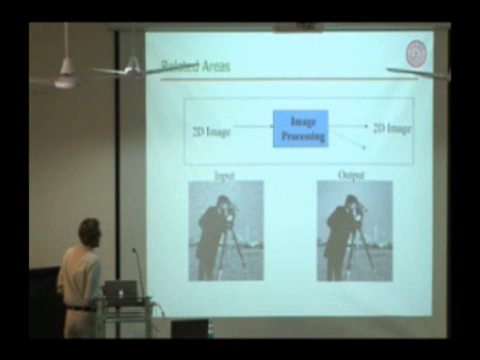 Related Areas
Image
2D Image
Processing
2D Image
Input
Output